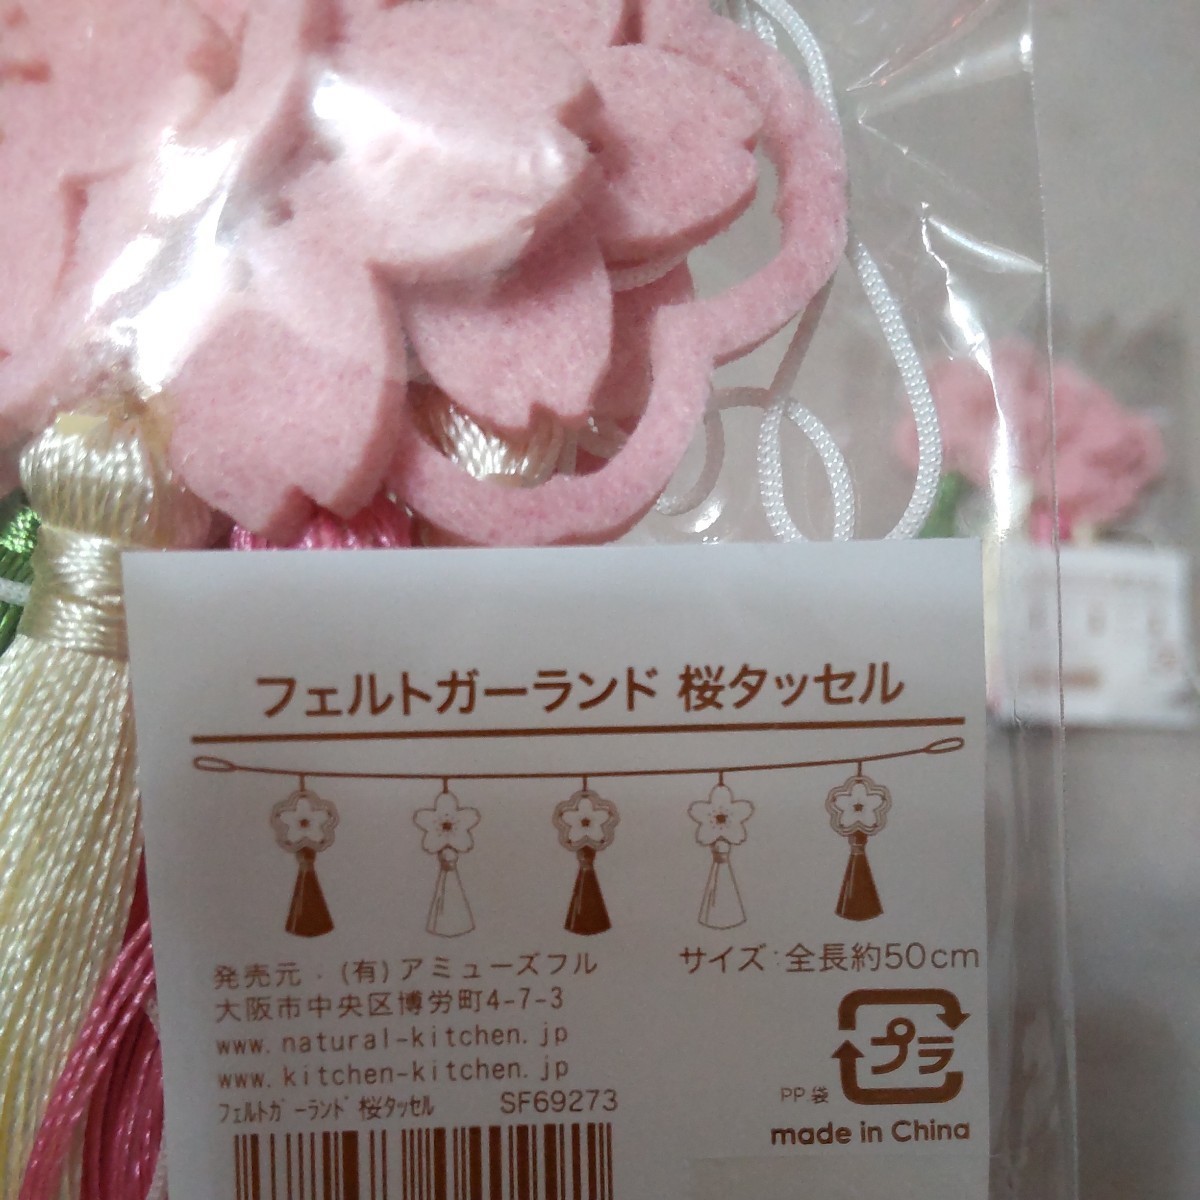 フェルトガーランド 桜タッセル
サイズ:全長約50cm
発売元．(有)アミューズフル
大阪市中央区博労町4-7-3
www.natural-kitchen.jp
www.kitchen-kitchen.jp
ﾌｪﾙﾄｶﾞｰﾗﾝﾄﾞ桜ﾀｯｾﾙ SF69273
プラ
PP袋
made in China